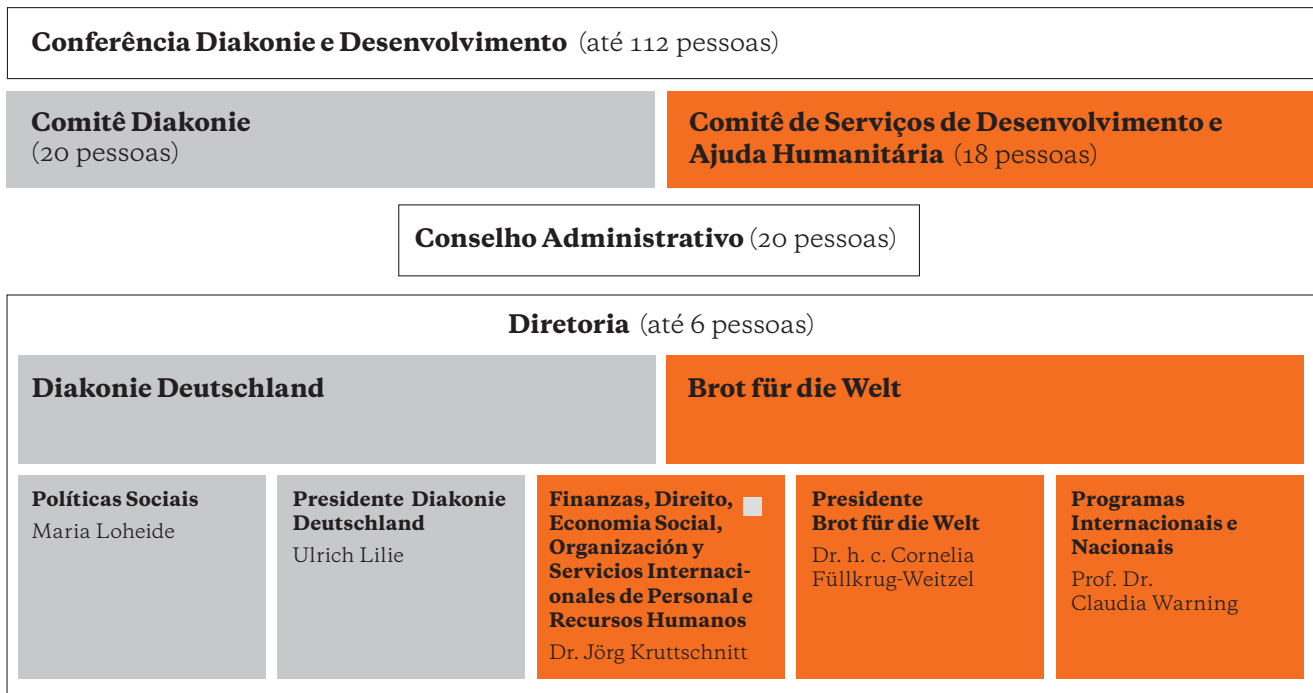 Conferência Diakonie e Desenvolvimento (até 112 pessoas)
Comitê Diakonie
(20 pessoas)
Comitê de Serviços de Desenvolvimento e
Ajuda Humanitária (18 pessoas)
Conselho Administrativo (20 pessoas)
Diretoria (até 6 pessoas)
Diakonie Deutschland
Brot für die Welt
Políticas Sociais
Maria Loheide
Presidente Diakonie
Deutschland
Ulrich Lilie
Finanzas, Direito,
Economia Social,
Organización y
Servicios Internaci-
onales de Personal e
Recursos Humanos
Dr. Jörg Kruttschnitt
Presidente
Brot für die Welt
Dr. h. c. Cornelia
Füllkrug-Weitzel
Programas
Internacionais e
Nacionais
Prof. Dr.
Claudia Warning